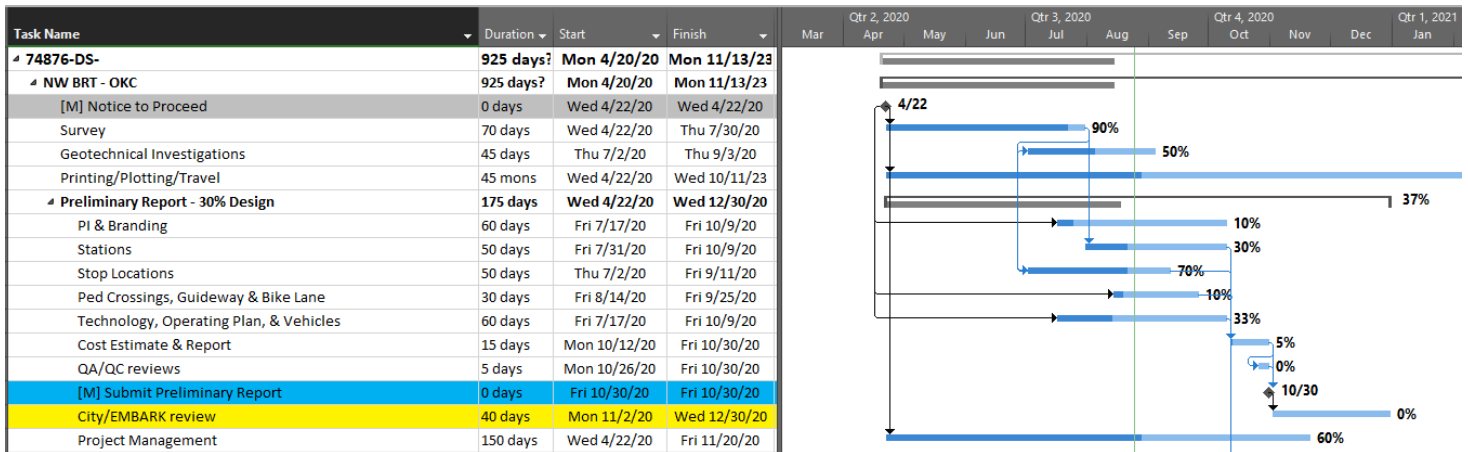 Qtr 2, 2020 Qtr 3, 2020 Qtr 4, 2020 Qtr 1, 2021
Task Name Duration Start Finish Mar Apr May Jun Jul Aug Sep Oct Nov Dec Jan
74876-DS- 925 days? Mon 4/20/20 Mon 11/13/23
NW BRT - OKC 925 days? Mon 4/20/20 Mon 11/13/23
[M] Notice to Proceed 0 days Wed 4/22/20 Wed 4/22/20 4/22
Survey 70 days Wed 4/22/20 Thu 7/30/20 90%
Geotechnical Investigations 45 days Thu 7/2/20 Thu 9/3/20 50%
Printing/Plotting/Travel 45 mons Wed 4/22/20 Wed 10/11/23
Preliminary Report - 30% Design 175 days Wed 4/22/20 Wed 12/30/20 37%
PI & Branding 60 days Fri 7/17/20 Fri 10/9/20 10%
Stations 50 days Fri 7/31/20 Fri 10/9/20 30%
Stop Locations 50 days Thu 7/2/20 Fri 9/11/20 70%
Ped Crossings, Guideway & Bike Lane 30 days Fri 8/14/20 Fri 9/25/20 10%
Technology, Operating Plan, & Vehicles 60 days Fri 7/17/20 Fri 10/9/20 33%
Cost Estimate & Report 15 days Mon 10/12/20 Fri 10/30/20 5%
QA/QC reviews 5 days Mon 10/26/20 Fri 10/30/20 0%
[M] Submit Preliminary Report 0 days Fri 10/30/20 Fri 10/30/20 10/30
City/EMBARK review 40 days Mon 11/2/20 Wed 12/30/20 0%
Project Management 150 days Wed 4/22/20 Fri 11/20/20 60%